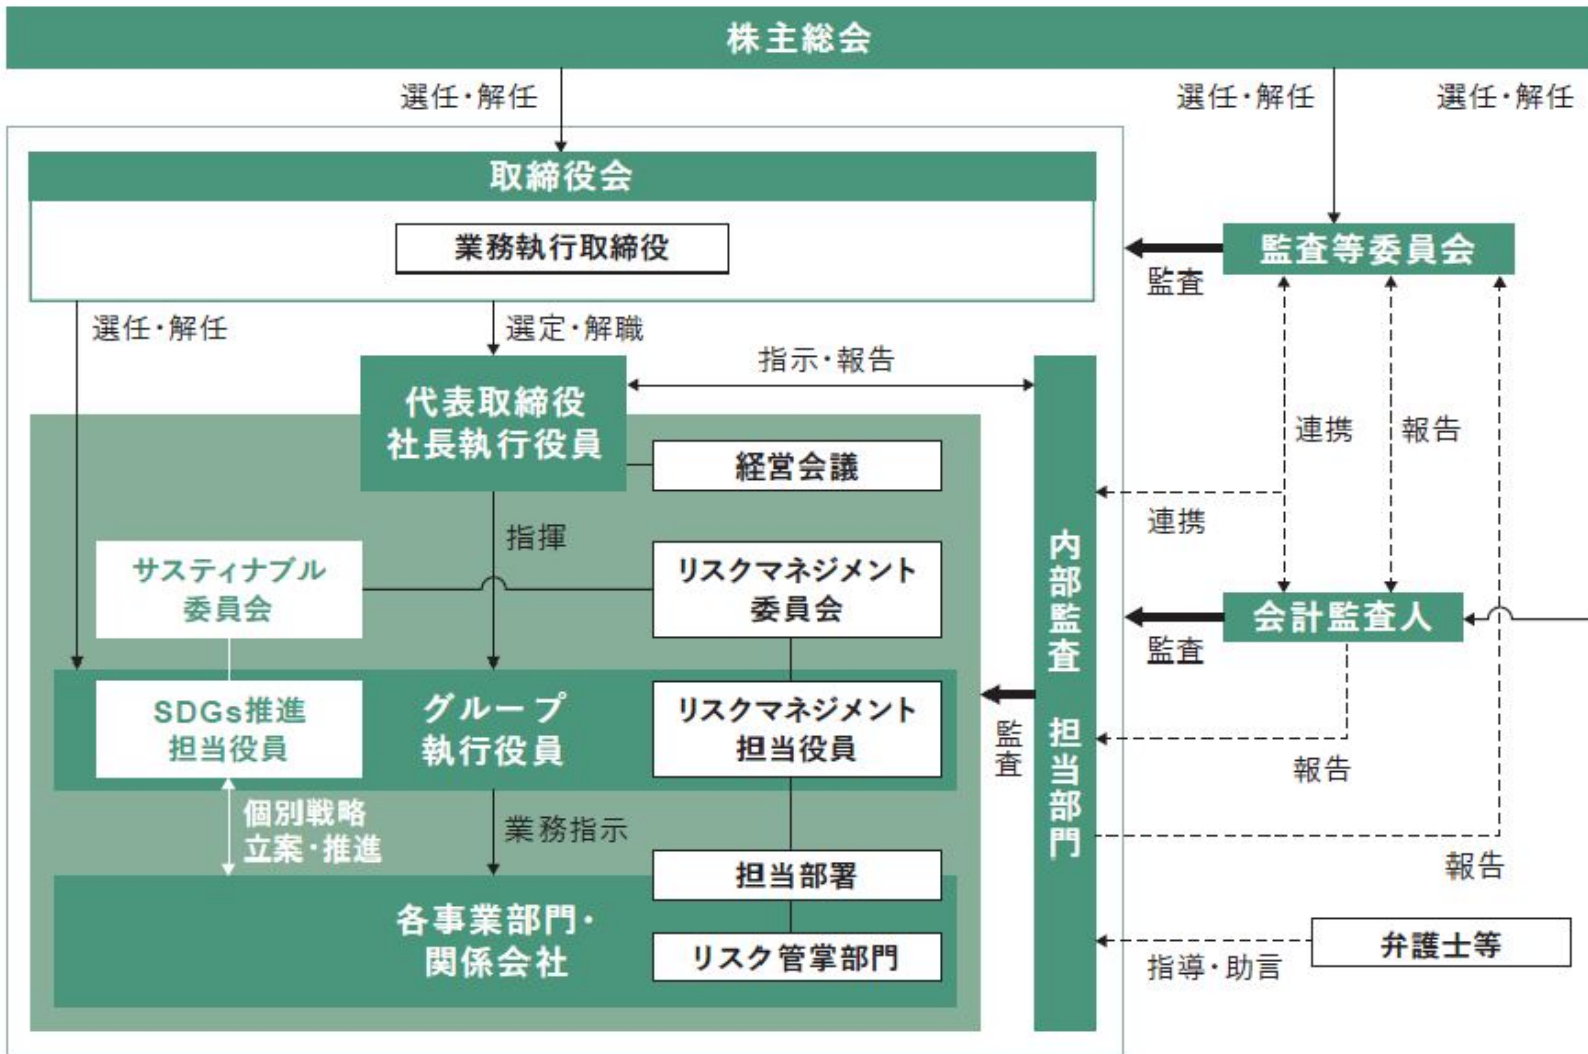 株主総会
選任・解任
選任・解任
選任・解任
取締役会
業務執行取締役
監査等委員会
監査
選任・解任
選定・解職
指示・報告
代表取締役
社長執行役員
経営会議
連携
報告
連携
指揮
サスティナブル
委員会
リスクマネジメント
委員会
内部監査 担当部門
会計監査人
監査
SDGs推進
担当役員
グループ
執行役員
リスクマネジメント
担当役員
監査
報告
個別戦略
立案・推進
業務指示
担当部署
報告
各事業部門・
関係会社
リスク管掌部門
弁護士等
指導・助言